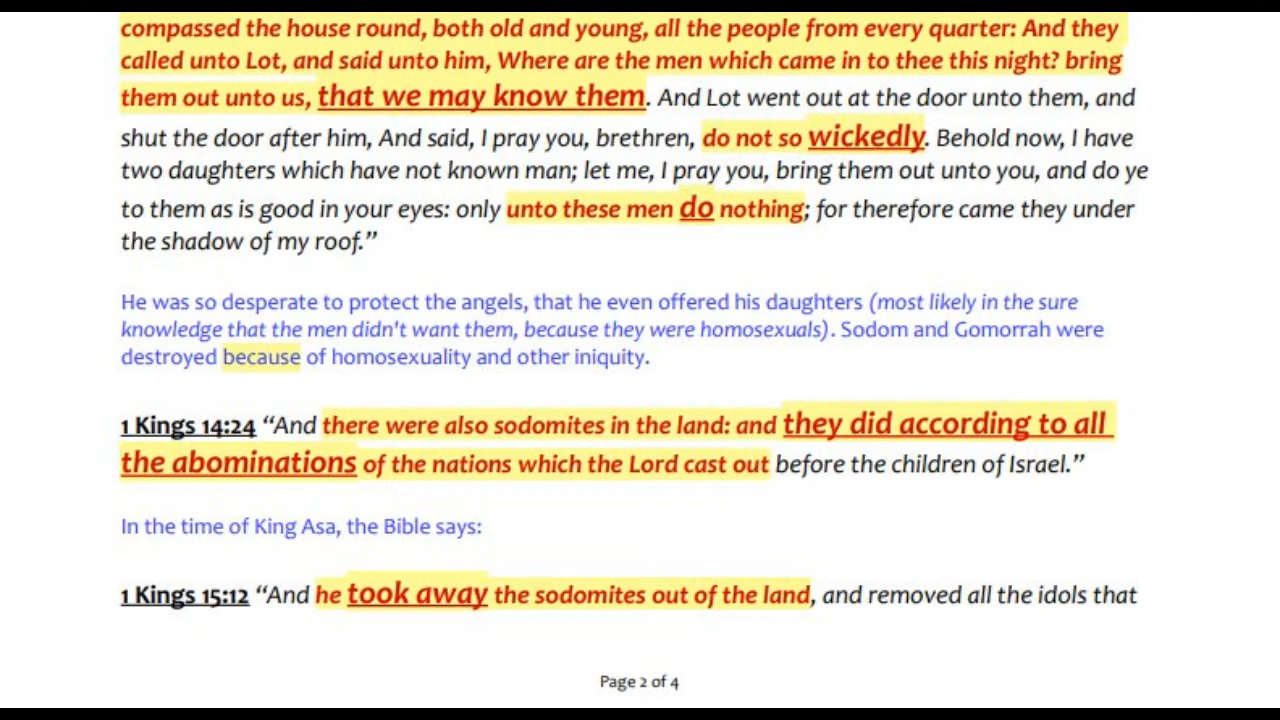 compassed the house round, both old and young, all the people from every quarter: And they
called unto Lot, and said unto him, Where are the men which came in to thee this night? bring
them out unto us, that we may know them. And Lot went out at the door unto them, and
shut the door after him, And said, I pray you, brethren, do not so wickedly. Behold now, I have
two daughters which have not known man; let me, I pray you, bring them out unto you, and do ye
to them as is good in your eyes: only unto these men do nothing; for therefore came they under
the shadow of my roof.”
He was so desperate to protect the angels, that he even offered his daughters (most likely in the sure
knowledge that the men didn't want them, because they were homosexuals). Sodom and Gomorrah were
destroyed because of homosexuality and other iniquity.
1 Kings 14:24 “And there were also sodomites in the land: and they did according to all
the abominations of the nations which the Lord cast out before the children of Israel.”
In the time of King Asa, the Bible says:
1 Kings 15:12 “And he took away the sodomites out of the land, and removed all the idols that
Page 2 of 4